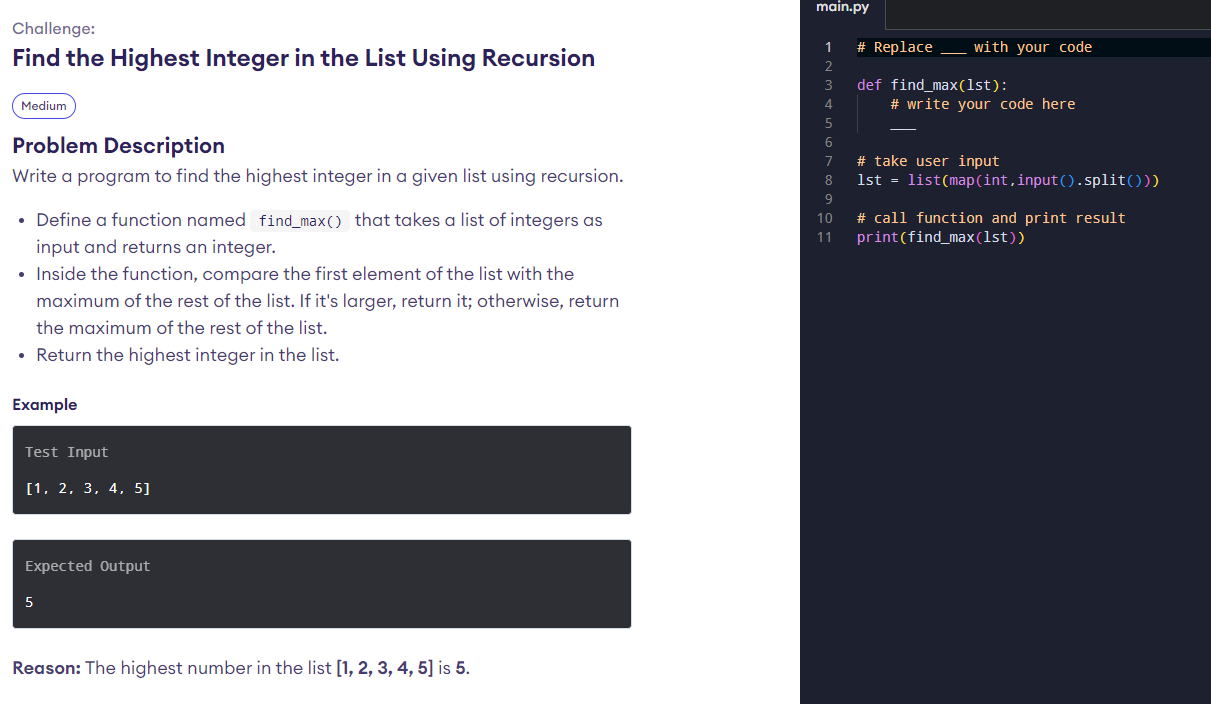 Challenge:
Find the Highest Integer in the List Using Recursion
Medium
Problem Description
Write a program to find the highest integer in a given list using recursion.
• Define a function named find_max() that takes a list of integers as
input and returns an integer.
• Inside the function, compare the first element of the list with the
maximum of the rest of the list. If it's larger, return it; otherwise, return
the maximum of the rest of the list.
• Return the highest integer in the list.
Example
Test Input
[1, 2, 3, 4, 5]
Expected Output
5
Reason: The highest number in the list [1, 2, 3, 4, 5] is 5.
main.py
1 # Replace ___ with your code
2
3 def find_max(lst):
4     # write your code here
5     ___
6
7 # take user input
8 lst = list(map(int,input().split()))
9
10 # call function and print result
11 print(find_max(lst))